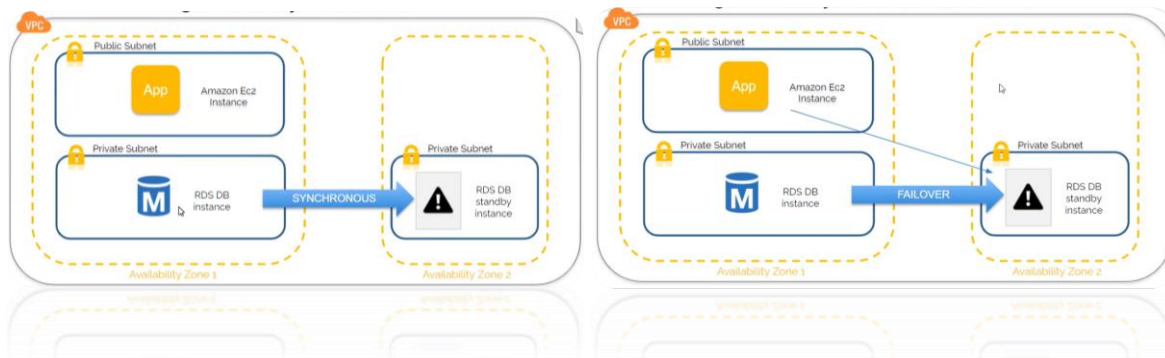 VPC
Public Subnet
App
Amazon Ec2
Instance
Private Subnet
M
RDS DB
instance
SYNCHRONOUS
Private Subnet
RDS DB
standby
instance
Availability Zone 1
Availability Zone 2
VPC
Public Subnet
App
Amazon Ec2
Instance
Private Subnet
M
RDS DB
instance
FAILOVER
Private Subnet
RDS DB
standby
instance
Availability Zone 1
Availability Zone 2